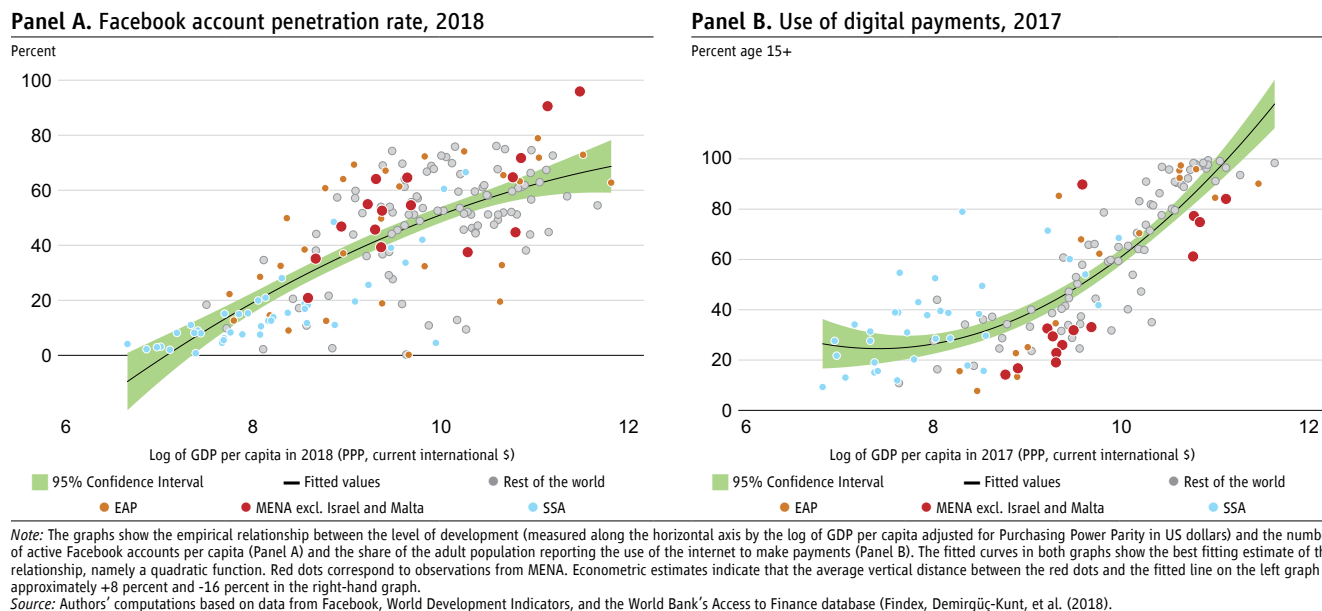 Panel A. Facebook account penetration rate, 2018
Percent
100
80
60
40
20
0
6 8 10 12
Log of GDP per capita in 2018 (PPP, current international $)
95% Confidence Interval Fitted values Rest of the world
EAP MENA excl. Israel and Malta SSA
Panel B. Use of digital payments, 2017
Percent age 15+
100
80
60
40
20
0
6 8 10 12
Log of GDP per capita in 2017 (PPP, current international $)
95% Confidence Interval Fitted values Rest of the world
EAP MENA excl. Israel and Malta SSA
Note: The graphs show the empirical relationship between the level of development (measured along the horizontal axis by the log of GDP per capita adjusted for Purchasing Power Parity in US dollars) and the numb
of active Facebook accounts per capita (Panel A) and the share of the adult population reporting the use of the internet to make payments (Panel B). The fitted curves in both graphs show the best fitting estimate of th
relationship, namely a quadratic function. Red dots correspond to observations from MENA. Econometric estimates indicate that the average vertical distance between the red dots and the fitted line on the left graph
approximately +8 percent and -16 percent in the right-hand graph.
Source: Authors' computations based on data from Facebook, World Development Indicators, and the World Bank's Access to Finance database (Findex, Demirgüç-Kunt, et al. (2018).